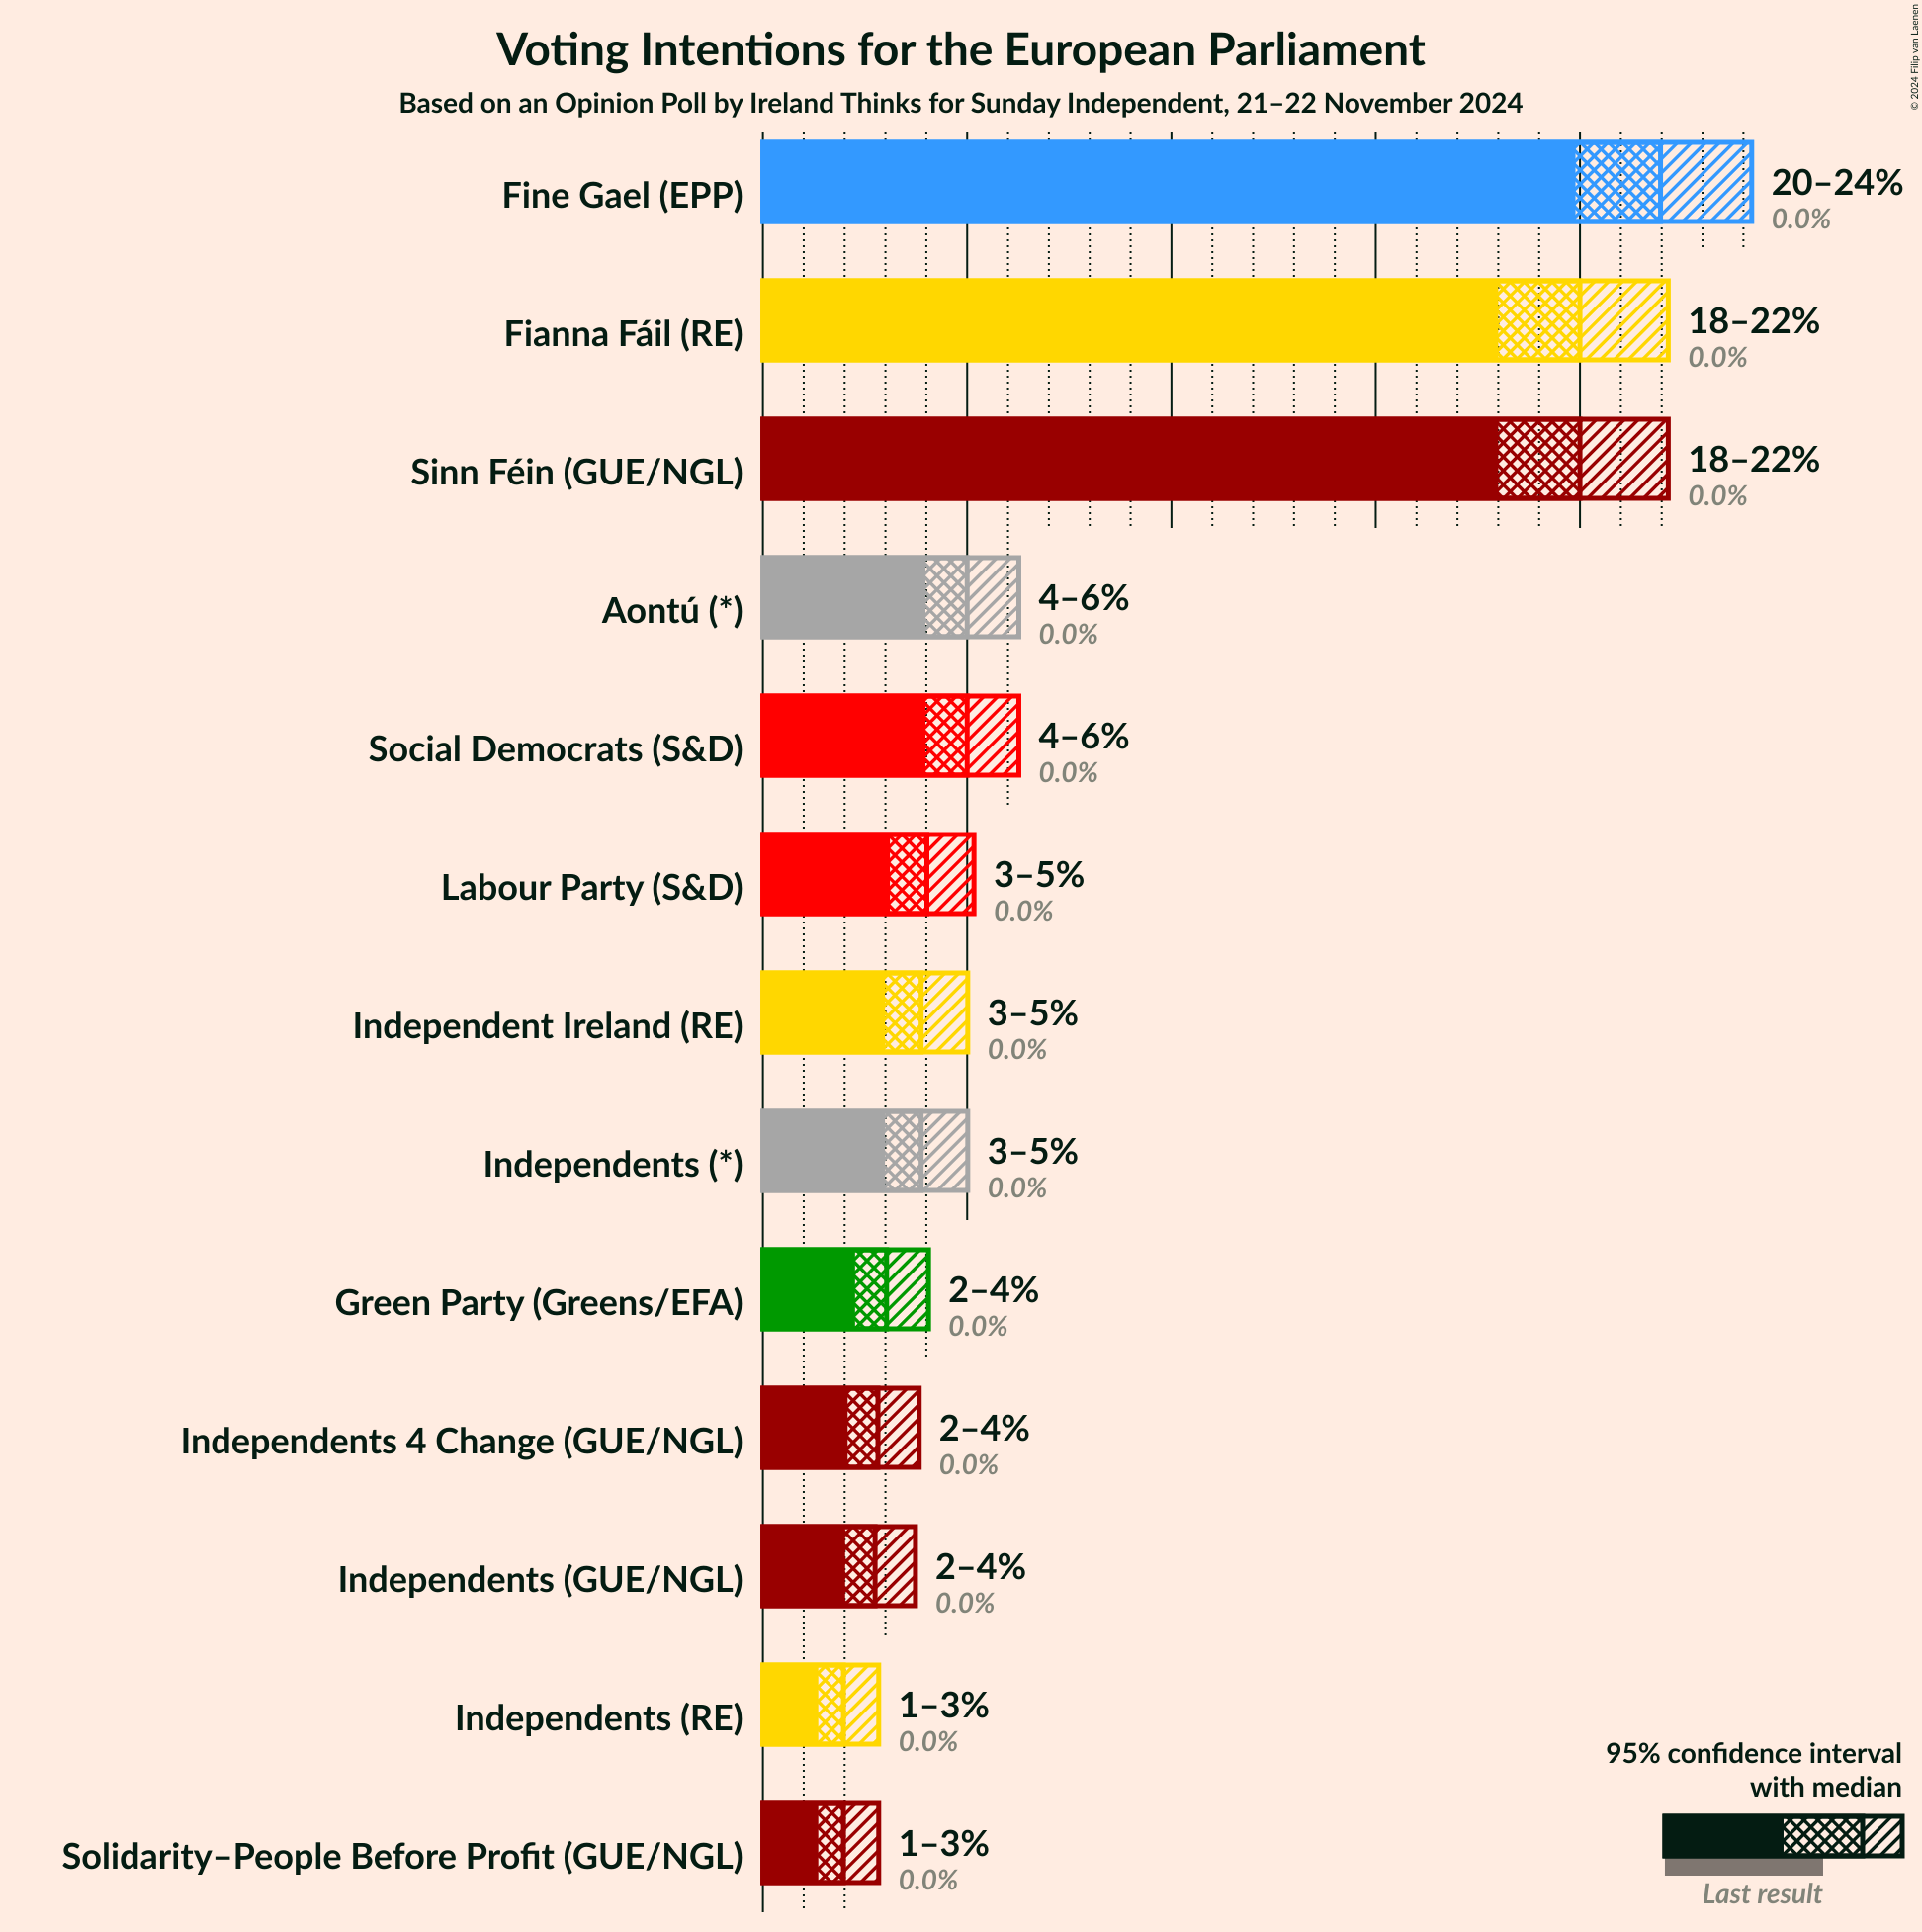 Voting Intentions for the European Parliament
Based on an Opinion Poll by Ireland Thinks for Sunday Independent, 21–22 November 2024
© 2024 Filip van Laenen
Fine Gael (EPP)
20–24%
0.0%
Fianna Fáil (RE)
18–22%
0.0%
Sinn Féin (GUE/NGL)
18–22%
0.0%
Aontú (*)
4–6%
0.0%
Social Democrats (S&D)
4–6%
0.0%
Labour Party (S&D)
3–5%
0.0%
Independent Ireland (RE)
3–5%
0.0%
Independents (*)
3–5%
0.0%
Green Party (Greens/EFA)
2–4%
0.0%
Independents 4 Change (GUE/NGL)
2–4%
0.0%
Independents (GUE/NGL)
2–4%
0.0%
Independents (RE)
1–3%
0.0%
Solidarity–People Before Profit (GUE/NGL)
1–3%
0.0%
95% confidence interval
with median
Last result